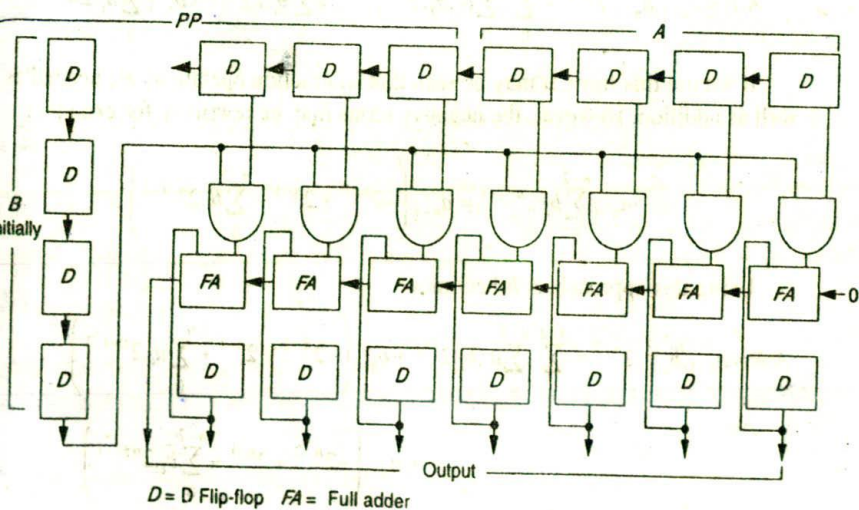 PP A
D D D D D D D D
D
B
nitially
D
FA FA FA FA FA FA FA 0
D D D D D D D D
Output
D = D Flip-flop FA = Full adder